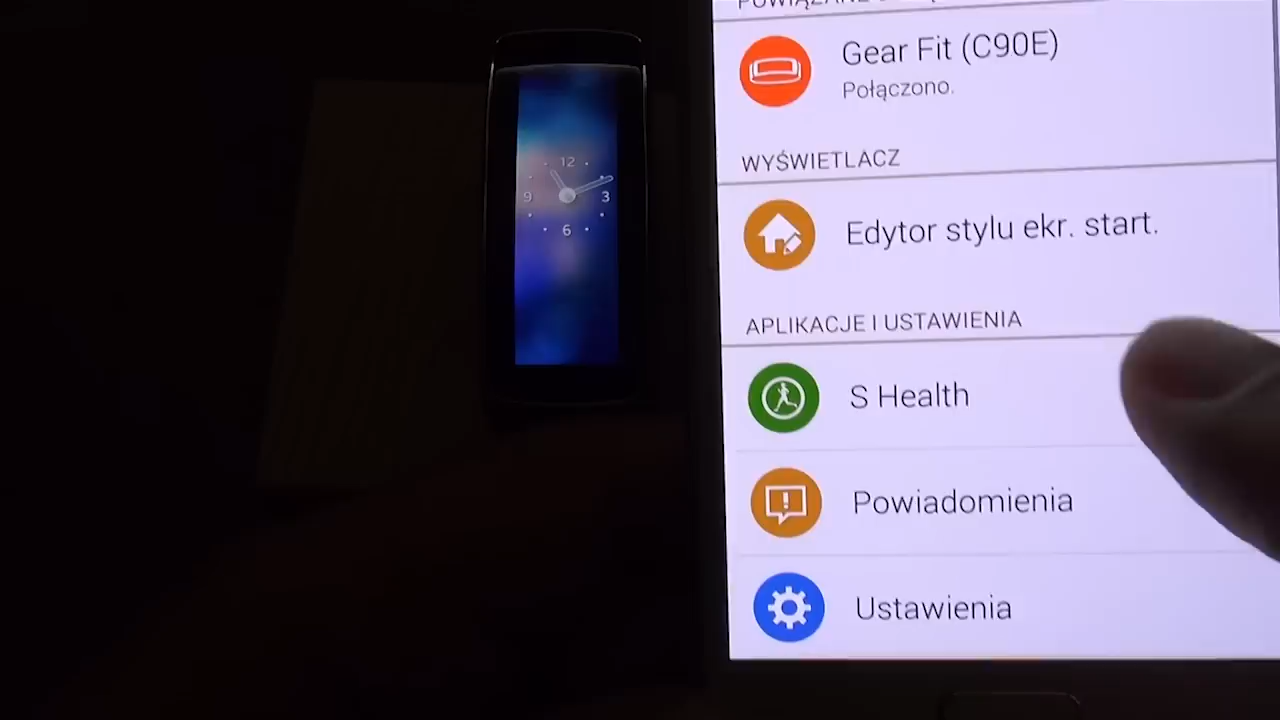 Gear Fit (C90E)
Połączono.
WYŚWIETLACZ
Edytor stylu ekr. start.
APLIKACJE I USTAWIENIA
S Health
Powiadomienia
Ustawienia
12
9
3
6